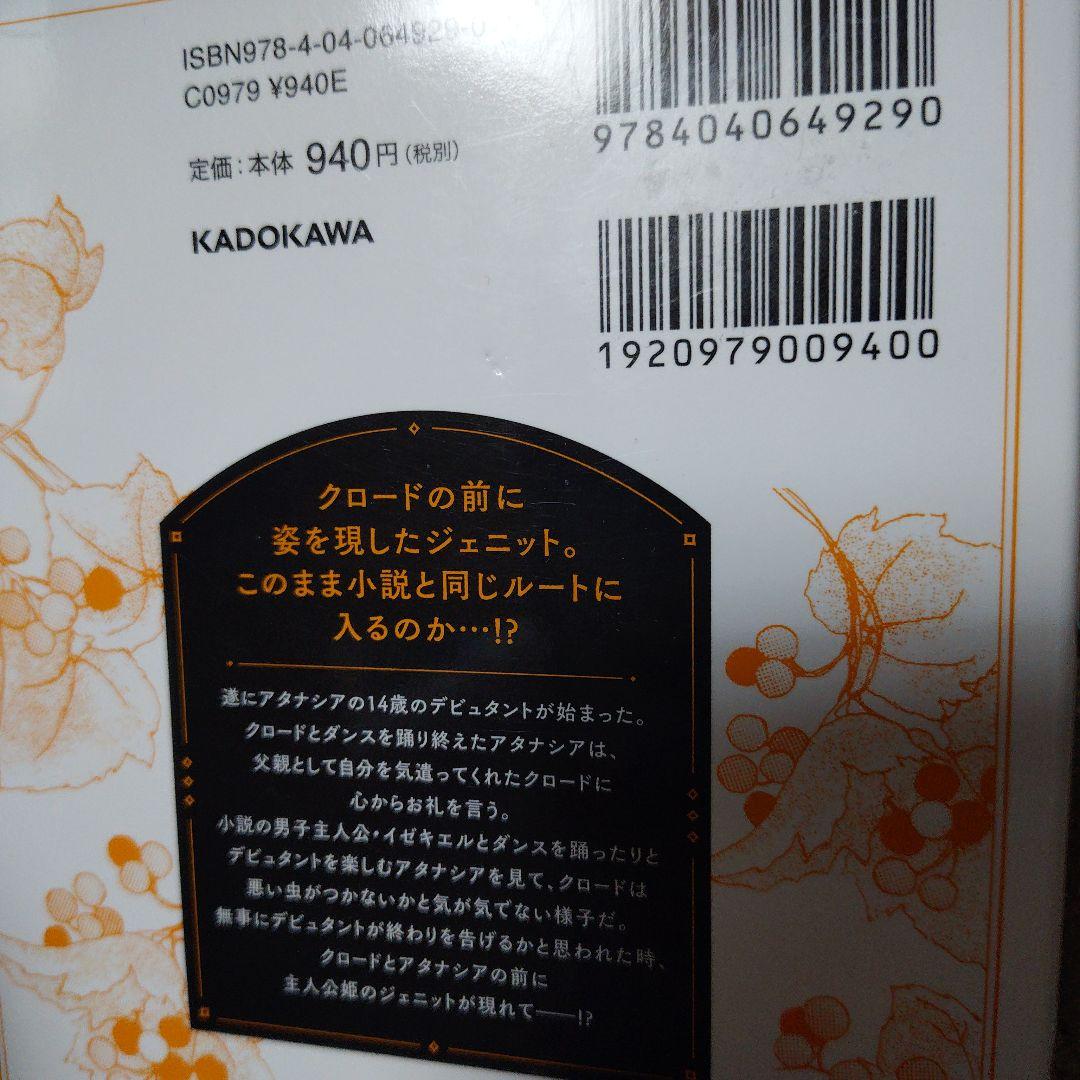 ISBN978-4-04-064929-0
C0979 ¥940E
定価：本体 940円（税別）
KADOKAWA
9784040649290
1920979009400
クロードの前に
姿を現したジェニット。
このまま小説と同じルートに
入るのか…!?
遂にアタナシアの14歳のデビュタントが始まった。
クロードとダンスを踊り終えたアタナシアは、
父親として自分を気遣ってくれたクロードに
心からお礼を言う。
小説の男子主人公・イゼキエルとダンスを踊ったりと
デビュタントを楽しむアタナシアを見て、クロードは
悪い虫がつかないかと気が気でない様子だ。
無事にデビュタントが終わりを告げるかと思われた時、
クロードとアタナシアの前に
主人公姫のジェニットが現れて――!?